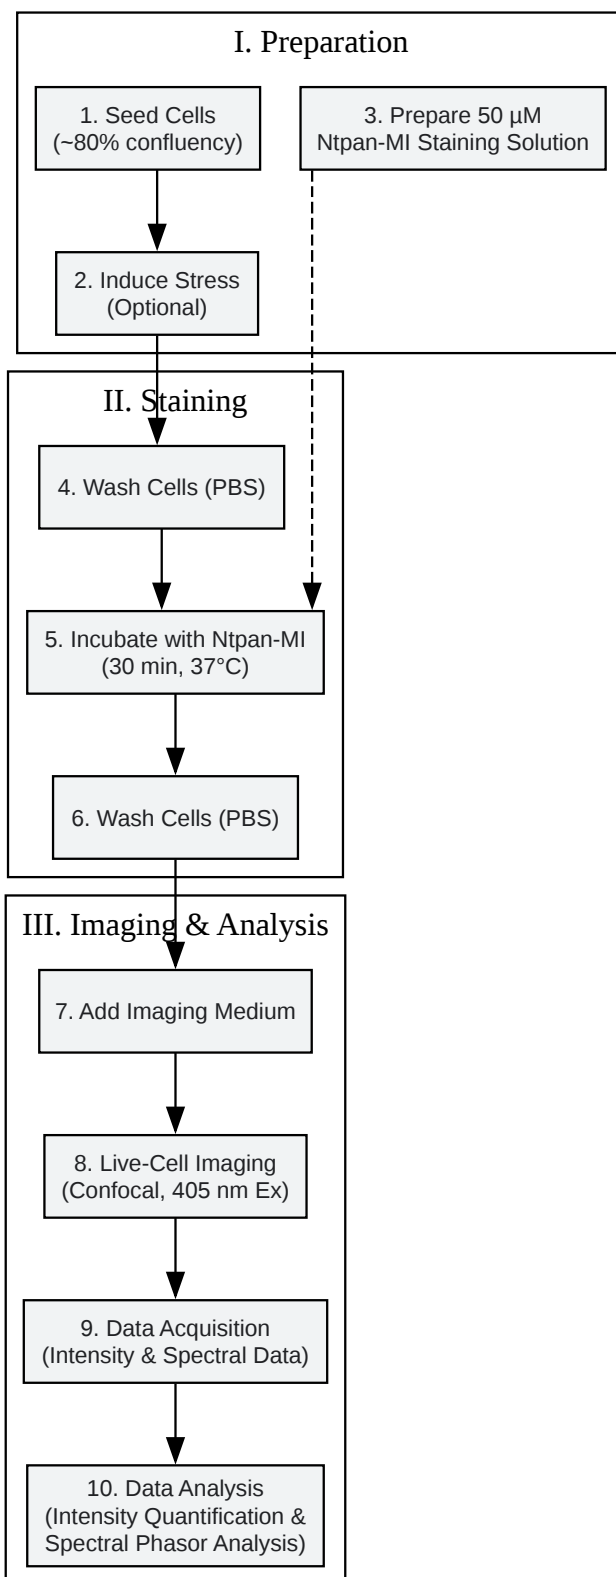 I. Preparation
1. Seed Cells
(~80% confluency)
3. Prepare 50 µM
Ntpan-MI Staining Solution
2. Induce Stress
(Optional)
II. Staining
4. Wash Cells (PBS)
5. Incubate with Ntpan-MI
(30 min, 37°C)
6. Wash Cells (PBS)
III. Imaging & Analysis
7. Add Imaging Medium
8. Live-Cell Imaging
(Confocal, 405 nm Ex)
9. Data Acquisition
(Intensity & Spectral Data)
10. Data Analysis
(Intensity Quantification &
Spectral Phasor Analysis)